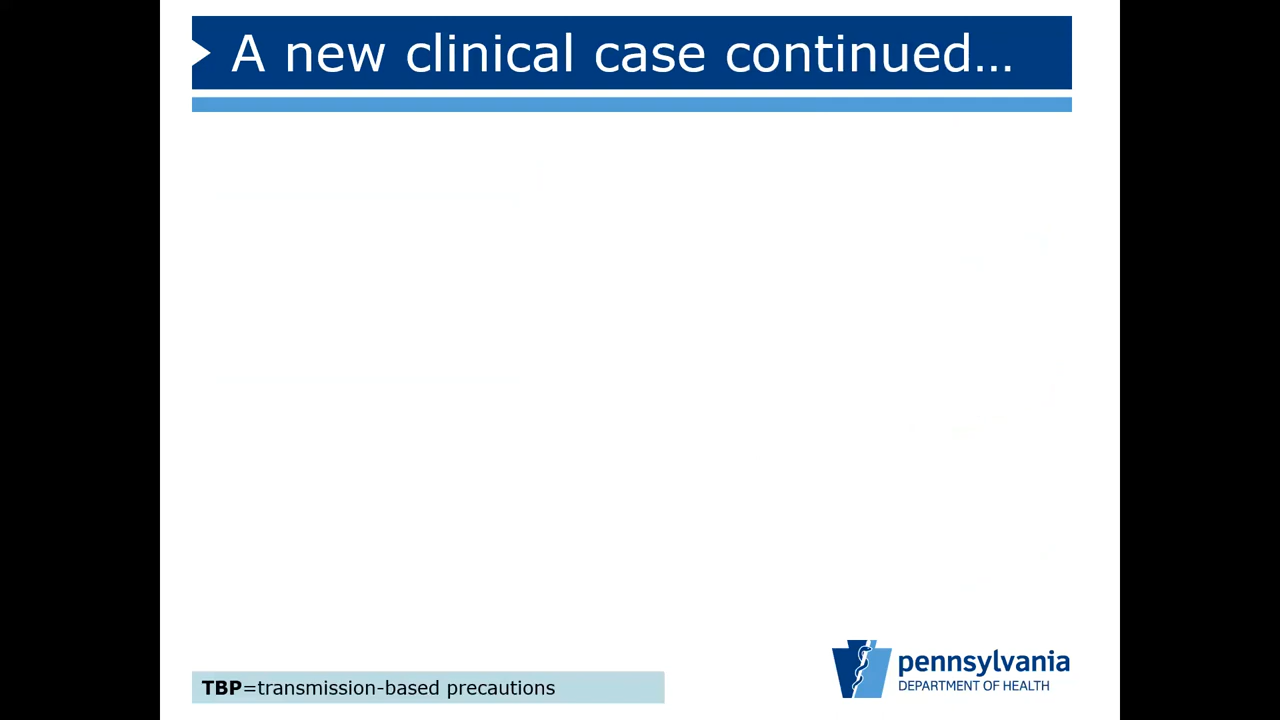 A new clinical case continued…
pennsylvania
DEPARTMENT OF HEALTH
TBP=transmission-based precautions